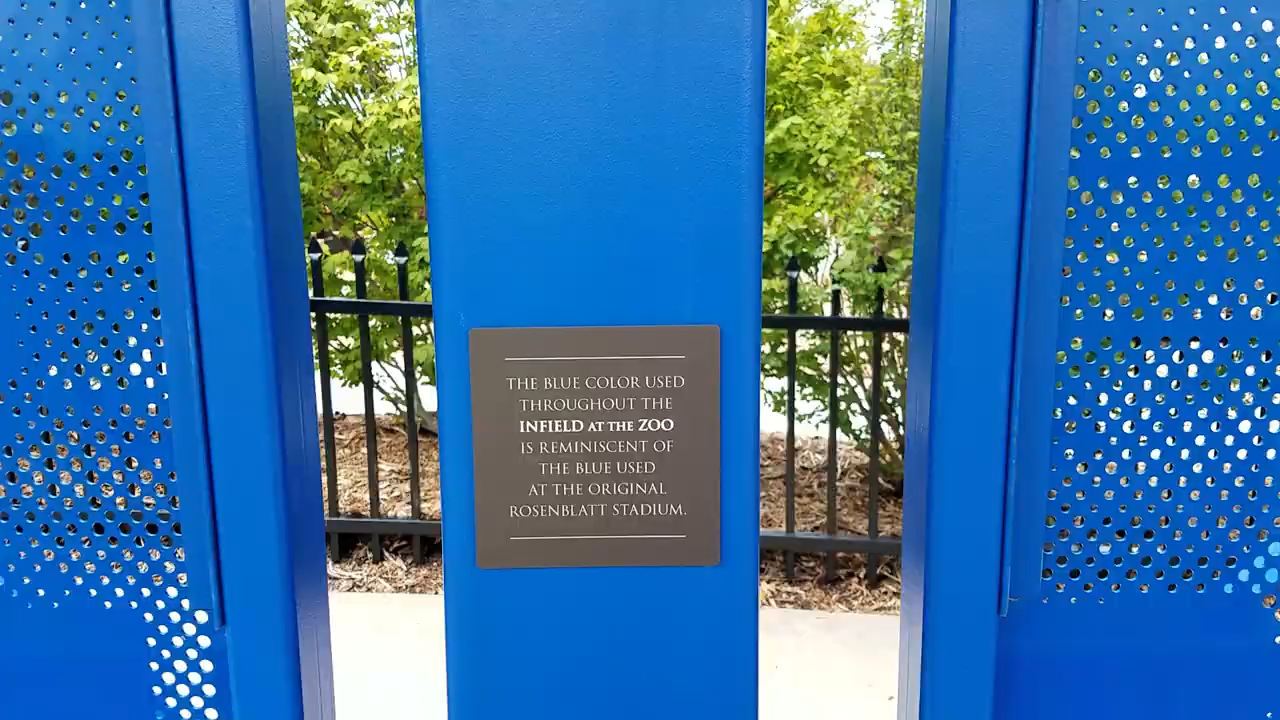 THE BLUE COLOR USED
THROUGHOUT THE
INFIELD AT THE ZOO
IS REMINISCENT OF
THE BLUE USED
AT THE ORIGINAL
ROSENBLATT STADIUM.